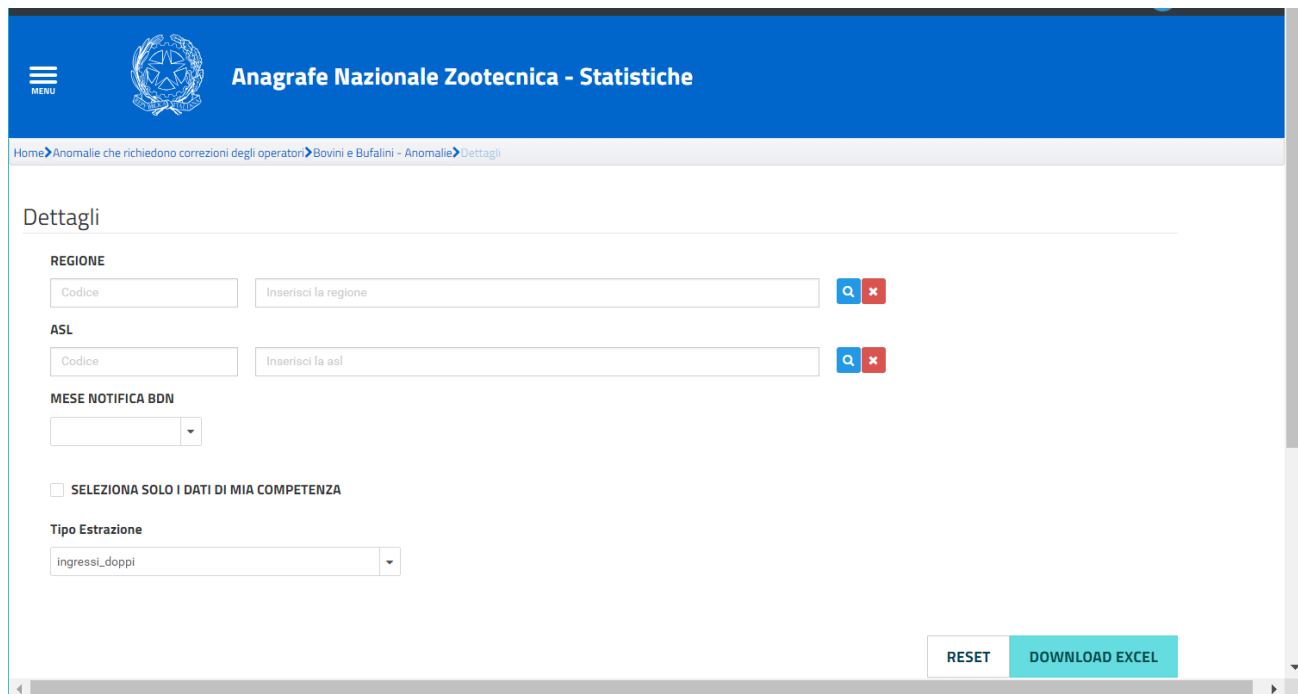 MENU
Anagrafe Nazionale Zootecnica - Statistiche
Home Anomalie che richiedono correzioni degli operatori Bovini e Bufalini - Anomalie Dettagli
Dettagli
REGIONE
Codice Inserisci la regione
ASL
Codice Inserisci la asl
MESE NOTIFICA BDN
SELEZIONA SOLO I DATI DI MIA COMPETENZA
Tipo Estrazione
ingressi_doppi
RESET DOWNLOAD EXCEL